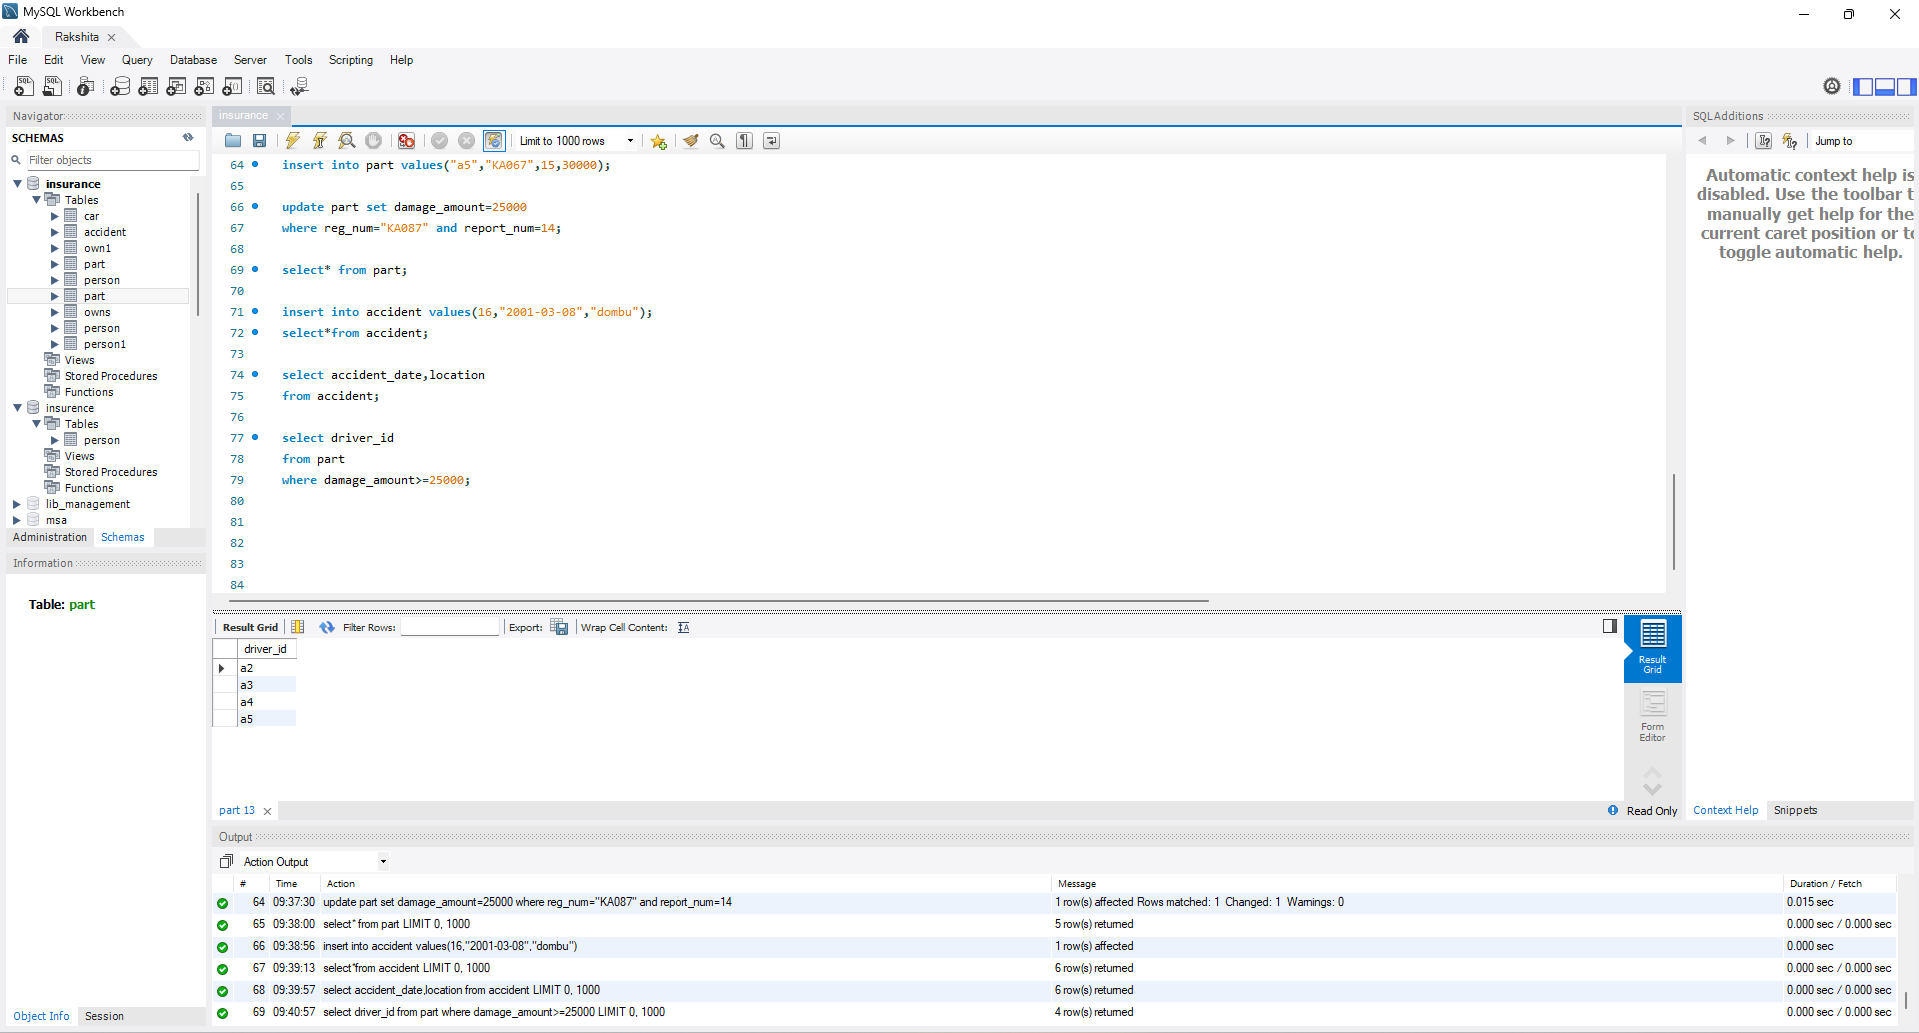 MySQL Workbench
Rakshita
File Edit View Query Database Server Tools Scripting Help
Navigator
SCHEMAS
Filter objects
insurance
Tables
car
accident
own1
part
person
part
owns
person
person1
Views
Stored Procedures
Functions
insurence
Tables
person
Views
Stored Procedures
Functions
lib_management
msa
Administration Schemas
Information
Table: part
Object Info Session
insurance
Limit to 1000 rows
64 insert into part values("a5","KA067",15,30000);
65
66 update part set damage_amount=25000
67 where reg_num="KA087" and report_num=14;
68
69 select* from part;
70
71 insert into accident values(16,"2001-03-08","dombu");
72 select*from accident;
73
74 select accident_date,location
75 from accident;
76
77 select driver_id
78 from part
79 where damage_amount>=25000;
80
81
82
83
84
Result Grid Filter Rows: Export: Wrap Cell Content:
driver_id
a2
a3
a4
a5
Result Grid
Form Editor
part 13
Read Only
SQLAdditions
Jump to
Automatic context help is
disabled. Use the toolbar t
manually get help for the
current caret position or to
toggle automatic help.
Context Help Snippets
Output
Action Output
# Time Action Message Duration / Fetch
64 09:37:30 update part set damage_amount=25000 where reg_num="KA087" and report_num=14 1 row(s) affected Rows matched: 1 Changed: 1 Warnings: 0 0.015 sec
65 09:38:00 select* from part LIMIT 0, 1000 5 row(s) returned 0.000 sec / 0.000 sec
66 09:38:56 insert into accident values(16,"2001-03-08","dombu") 1 row(s) affected 0.000 sec
67 09:39:13 select*from accident LIMIT 0, 1000 6 row(s) returned 0.000 sec / 0.000 sec
68 09:39:57 select accident_date,location from accident LIMIT 0, 1000 6 row(s) returned 0.000 sec / 0.000 sec
69 09:40:57 select driver_id from part where damage_amount>=25000 LIMIT 0, 1000 4 row(s) returned 0.000 sec / 0.000 sec